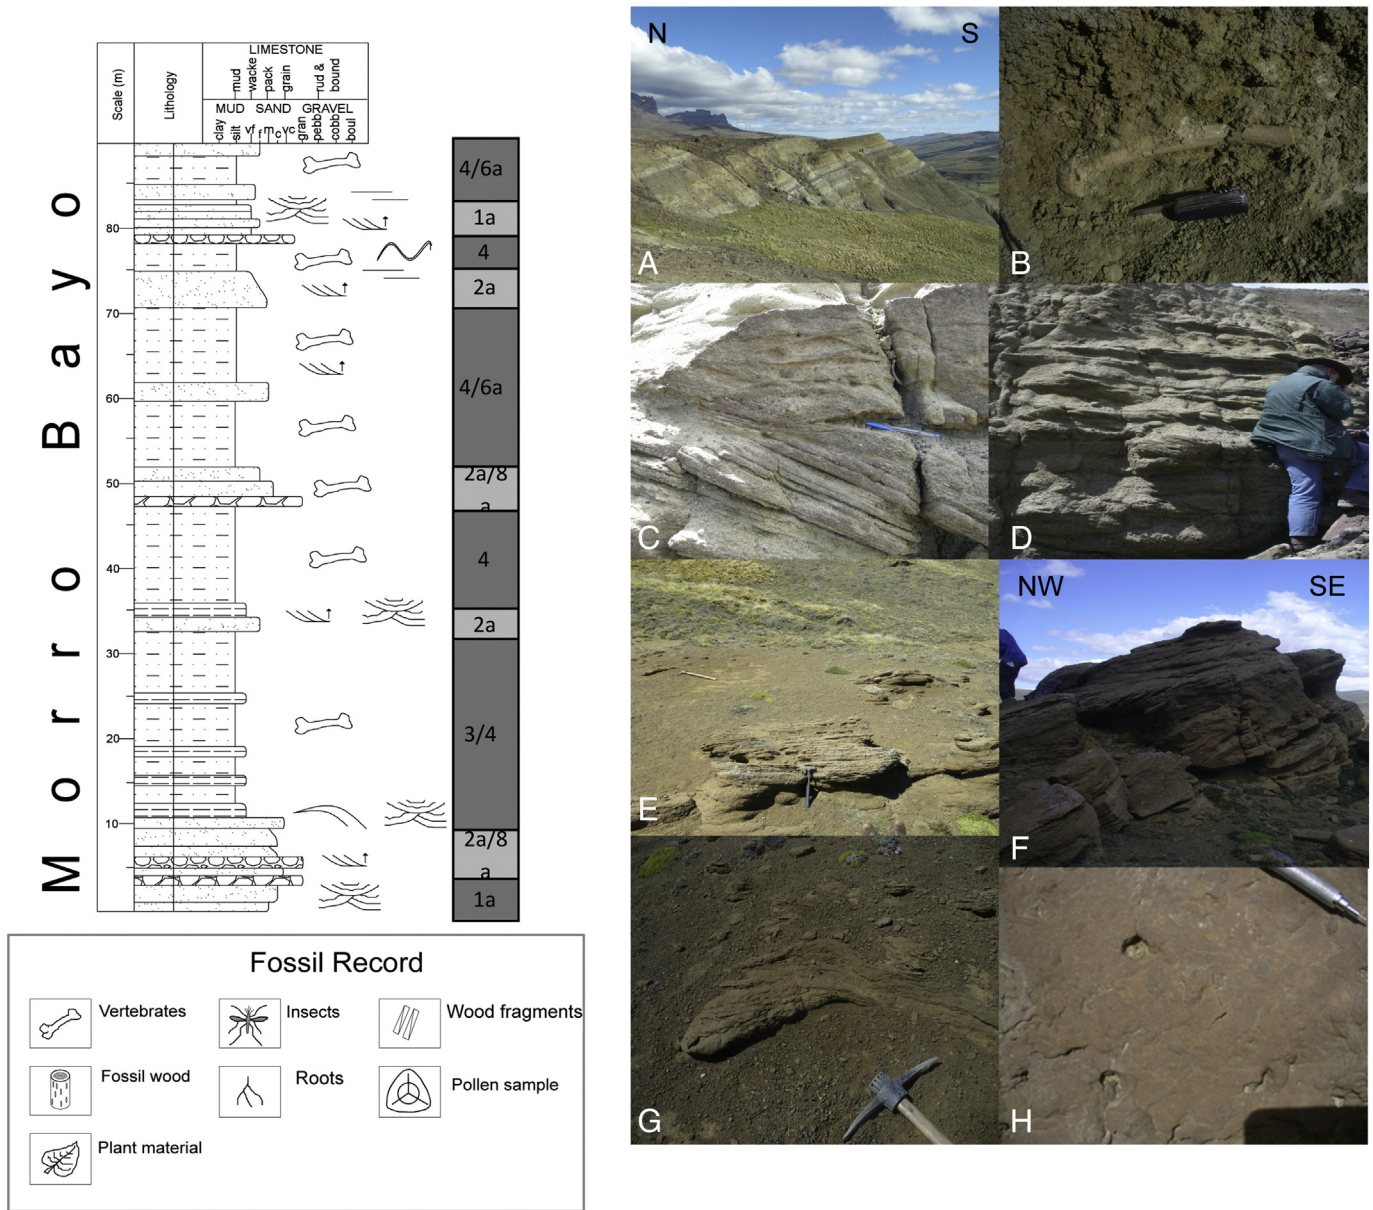 Morro Bayo
Scale (m)
Lithology
LIMESTONE
mud
wacke
pack
grain
rud &
bound
MUD SAND GRAVEL
clay
silt
vf
f
m
c
vc
gran
pebb
cobb
boul
80
70
60
50
40
30
20
10
4/6a
1a
4
2a
4/6a
2a/8
a
4
2a
3/4
2a/8
a
1a
Fossil Record
Vertebrates
Insects
Wood fragments
Fossil wood
Roots
Pollen sample
Plant material
N S
A
B
C
D
E
NW SE
F
G
H